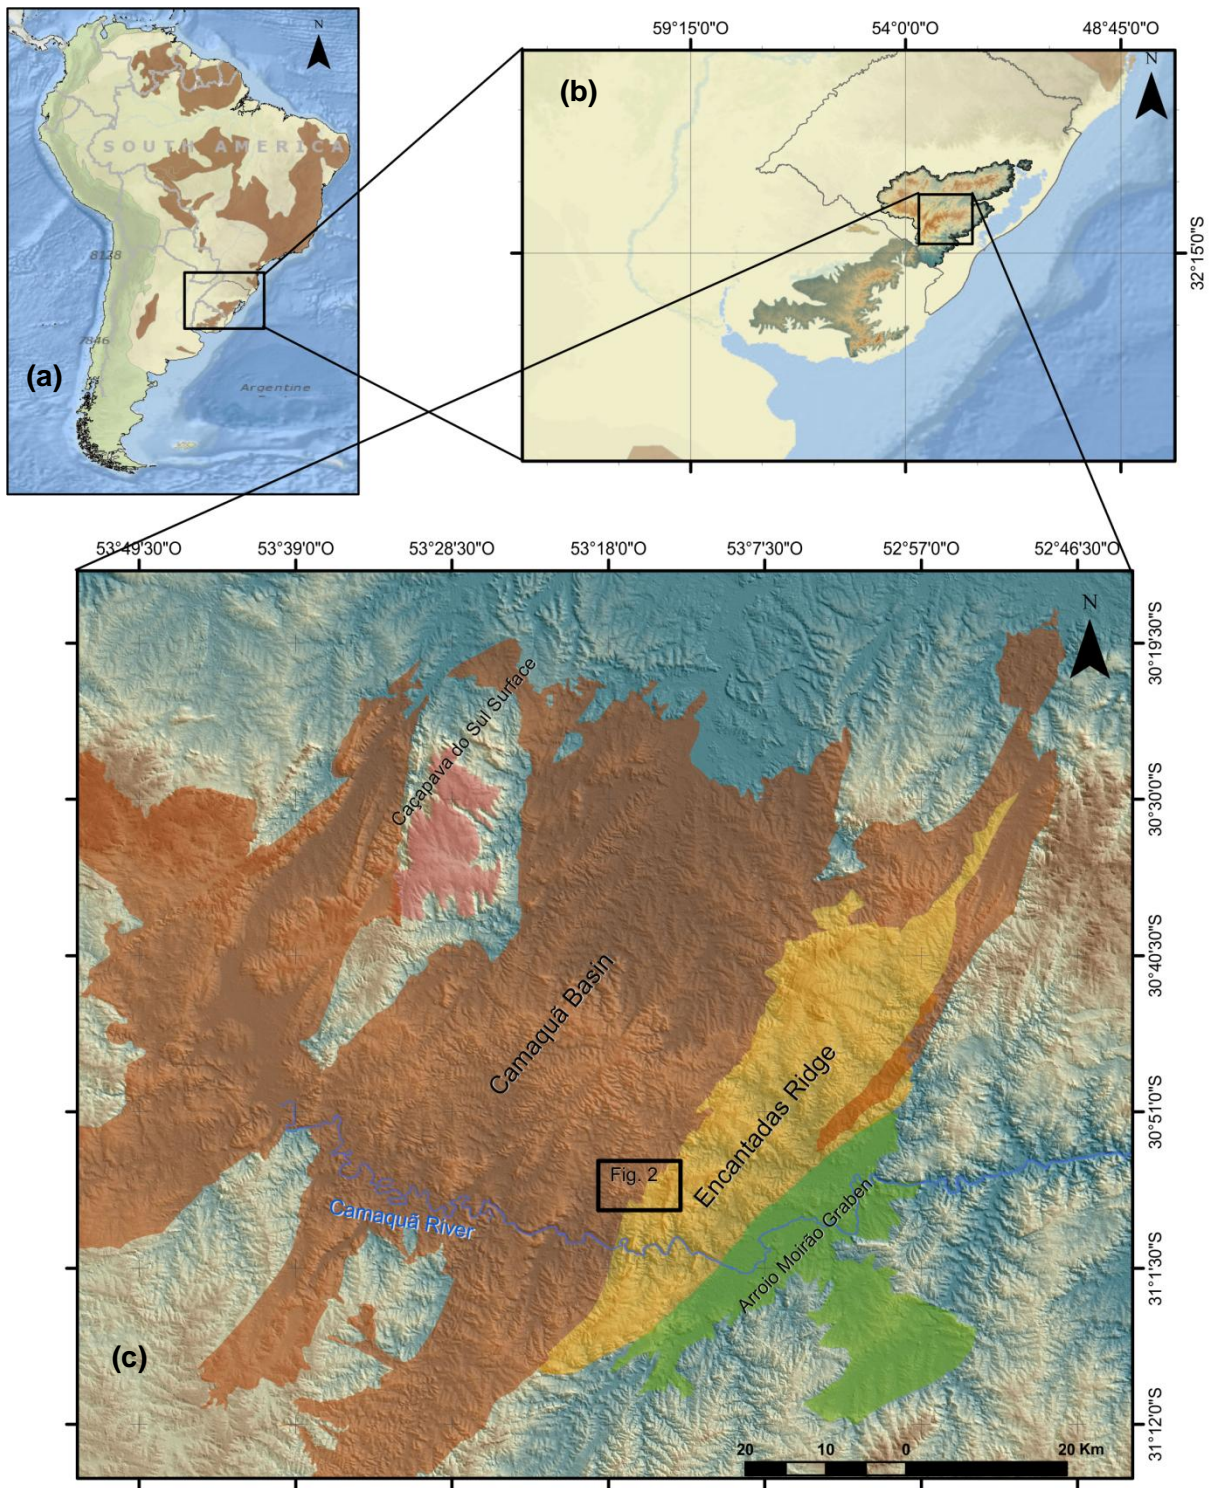 N
SOUTH AMERICA
8128
7846
Argentine
(a)
59°15'0"O
54°0'0"O
48°45'0"O
N
(b)
32°15'0"S
53°49'30"O
53°39'0"O
53°28'30"O
53°18'0"O
53°7'30"O
52°57'0"O
52°46'30"O
N
30°19'30"S
30°30'0"S
30°40'30"S
30°51'0"S
31°1'30"S
31°12'0"S
Caçapava do Sul Surface
Camaquã Basin
Encantadas Ridge
Fig. 2
Camaquã River
Arroio Moirão Graben
(c)
20 10 0 20 Km